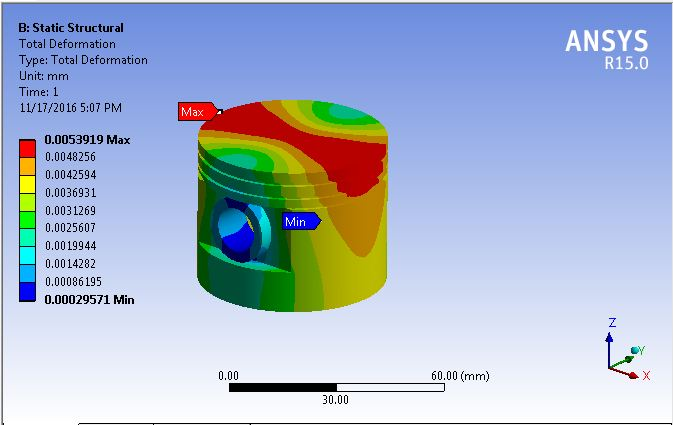 B: Static Structural
Total Deformation
Type: Total Deformation
Unit: mm
Time: 1
11/17/2016 5:07 PM
ANSYS
R15.0
0.0053919 Max
0.0048256
0.0042594
0.0036931
0.0031269
0.0025607
0.0019944
0.0014282
0.00086195
0.00029571 Min
Max
Min
0.00
60.00 (mm)
30.00
Z
Y
X